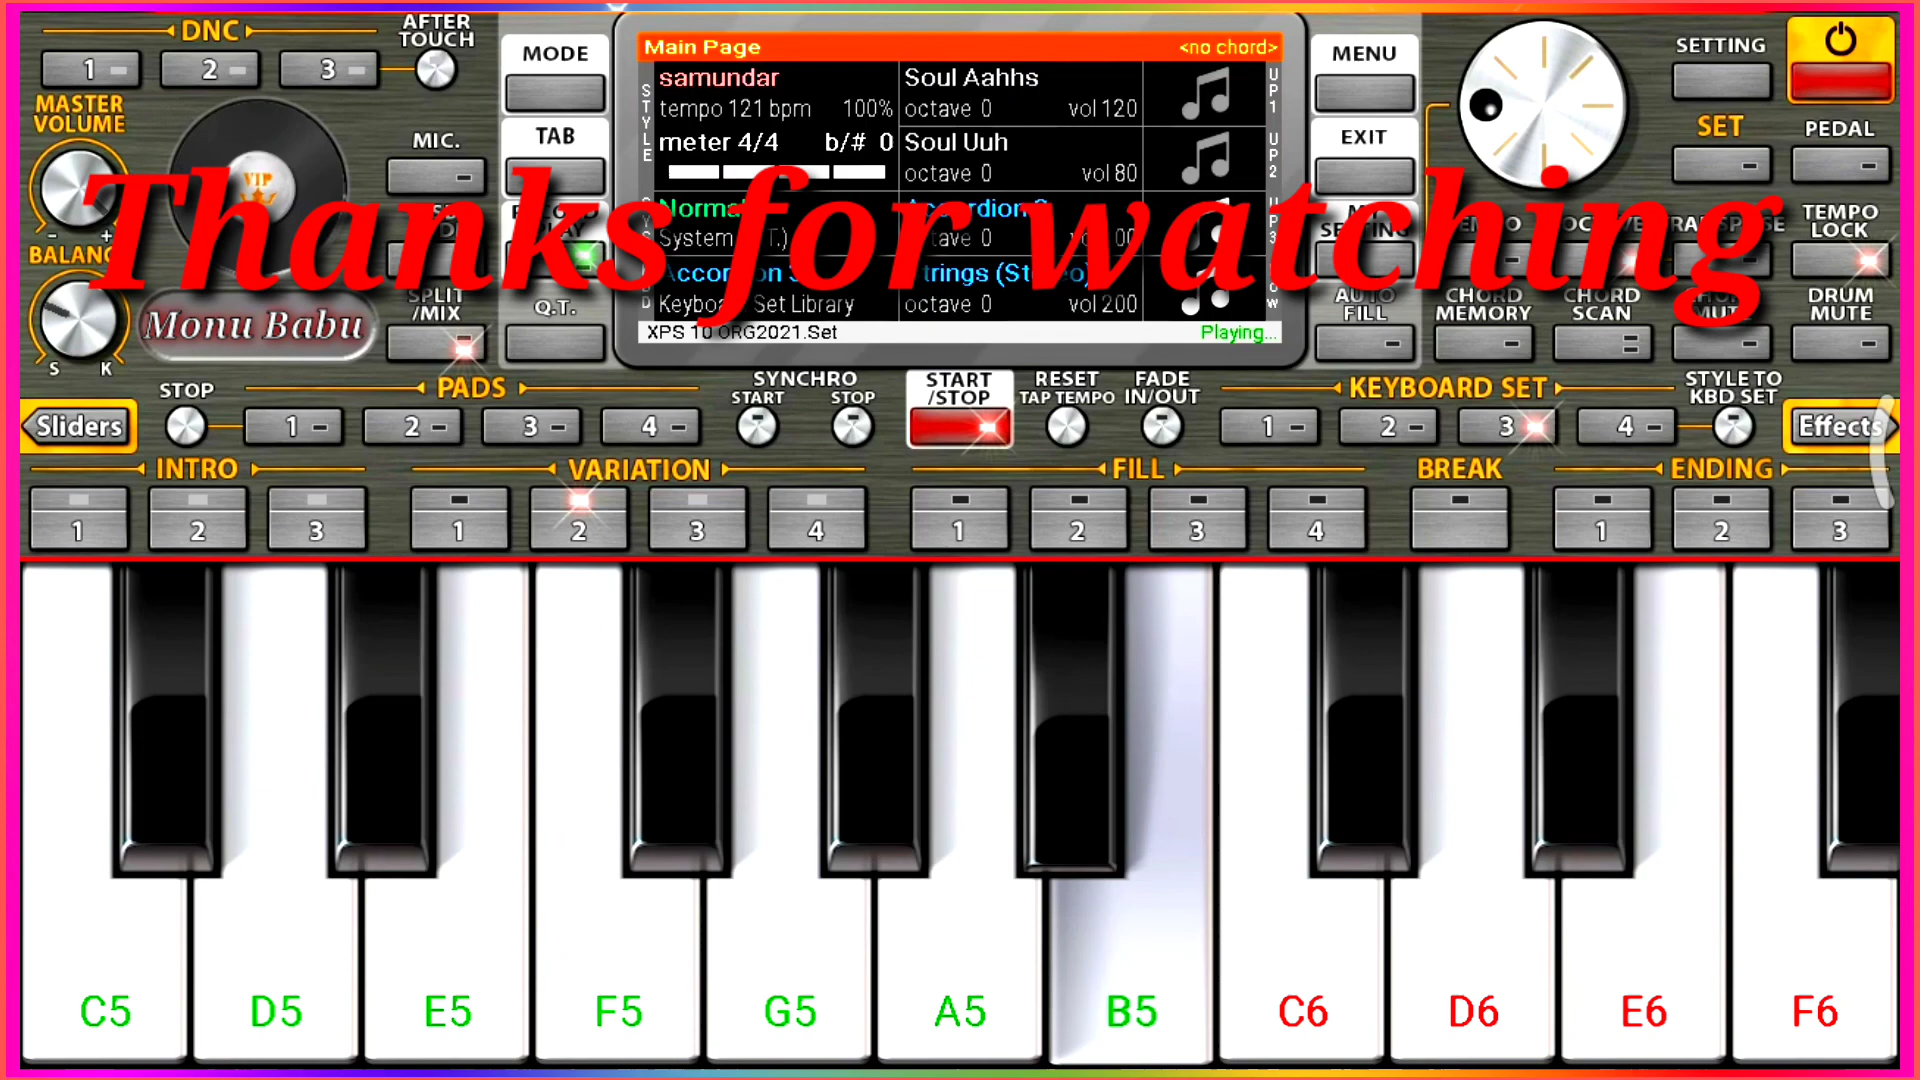 DNC
AFTER
TOUCH
1 2 3
MASTER
VOLUME
MIC.
VIP
- +
SPLIT
/MIX
Monu Babu
S K
MODE
TAB
Q.T.
Main Page <no chord>
STYLE
samundar
tempo 121 bpm 100%
meter 4/4 b/# 0
Soul Aahhs
octave 0 vol 120
UP1
Soul Uuh
octave 0 vol 80
UP2
octave 0
UP3
Keyboard Set Library
octave 0 vol 200
XPS 10 ORG2021.Set Playing...
Thanks for watching
MENU
EXIT
SETTING
SET
PEDAL
TEMPO
LOCK
AUTO
FILL
CHORD
MEMORY
CHORD
SCAN
DRUM
MUTE
Sliders
STOP
PADS
1 2 3 4
SYNCHRO
START STOP
START
/STOP
RESET
TAP TEMPO
FADE
IN/OUT
KEYBOARD SET
1 2 3 4
STYLE TO
KBD SET
Effects
INTRO
1 2 3
VARIATION
1 2 3 4
FILL
1 2 3 4
BREAK
ENDING
1 2 3
C5 D5 E5 F5 G5 A5 B5 C6 D6 E6 F6